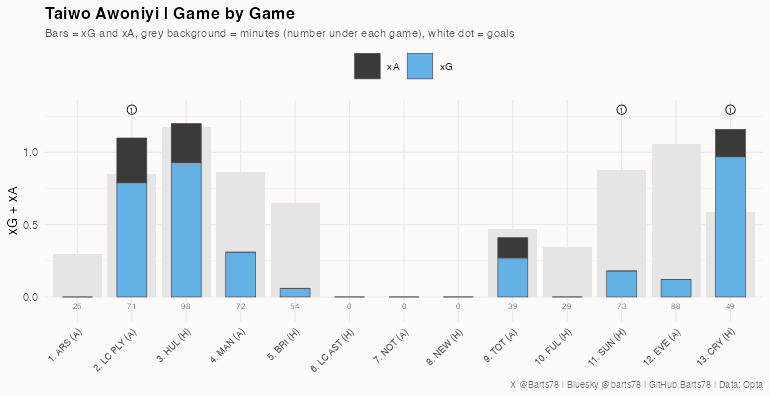 Taiwo Awoniyi | Game by Game
Bars = xG and xA, grey background = minutes (number under each game), white dot = goals
xA xG
1 1 1
xG + xA
1.0
0.5
0.0
25 71 98 72 54 0 0 0 39 29 73 88 49
1. ARS (A)
2. LC PLY (A)
3. HUL (H)
4. MAN (A)
5. BRI (H)
6. LC AST (H)
7. NOT (A)
8. NEW (H)
9. TOT (A)
10. FUL (H)
11. SUN (H)
12. EVE (A)
13. CRY (H)
X @Barts78 | Bluesky @barts78 | GitHub Barts78 | Data: Opta